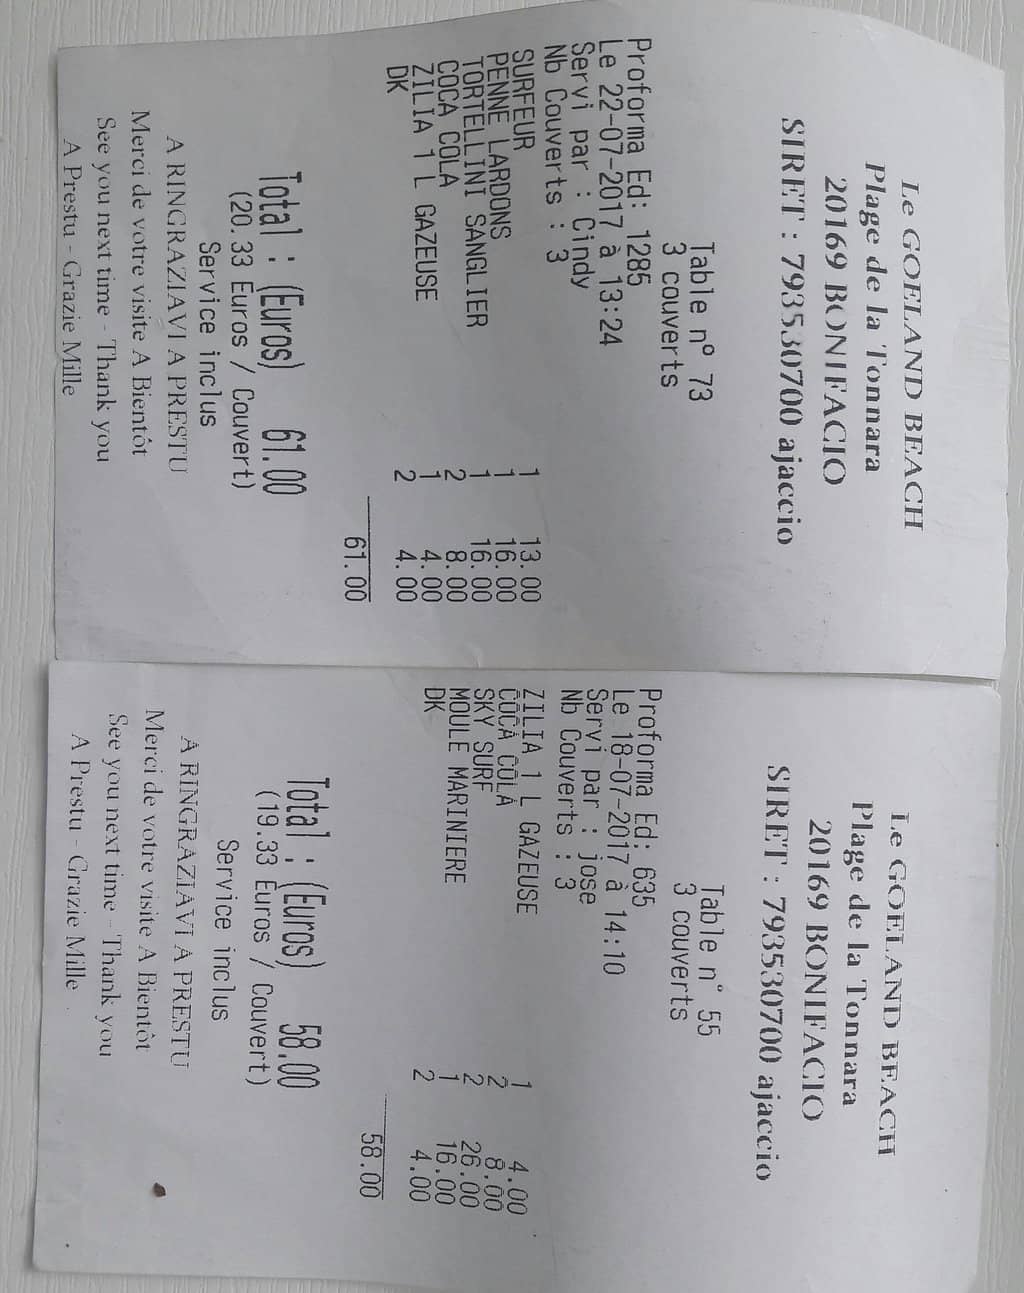 Le GOELAND BEACH
Plage de la Tonnara
20169 BONIFACIO
SIRET : 793530700 ajaccio
Table nº 73
3 couverts
Proforma Ed: 1285
Le 22-07-2017 à 13:24
Servi par : Cindy
Nb Couverts : 3
SURFEUR 1 13.00
PENNE LARDONS 1 16.00
TORTELLINI SANGLIER 1 16.00
COCA COLA 2 8.00
ZILIA 1 L GAZEUSE 1 4.00
DK 2 4.00
61.00
Total : (Euros) 61.00
(20.33 Euros / Couvert)
Service inclus
A RINGRAZIAVI A PRESTU
Merci de votre visite A Bientôt
See you next time - Thank you
A Prestu - Grazie Mille
Le GOELAND BEACH
Plage de la Tonnara
20169 BONIFACIO
SIRET : 793530700 ajaccio
Table n° 55
3 couverts
Proforma Ed: 635
Le 18-07-2017 à 14:10
Servi par : jose
Nb Couverts : 3
ZILIA 1 L GAZEUSE 1 4.00
COCA COLA 2 8.00
SKY SURF 2 26.00
MOULE MARINIERE 1 16.00
DK 2 4.00
58.00
Total : (Euros) 58.00
(19.33 Euros / Couvert)
Service inclus
A RINGRAZIAVI A PRESTU
Merci de votre visite A Bientôt
See you next time - Thank you
A Prestu - Grazie Mille